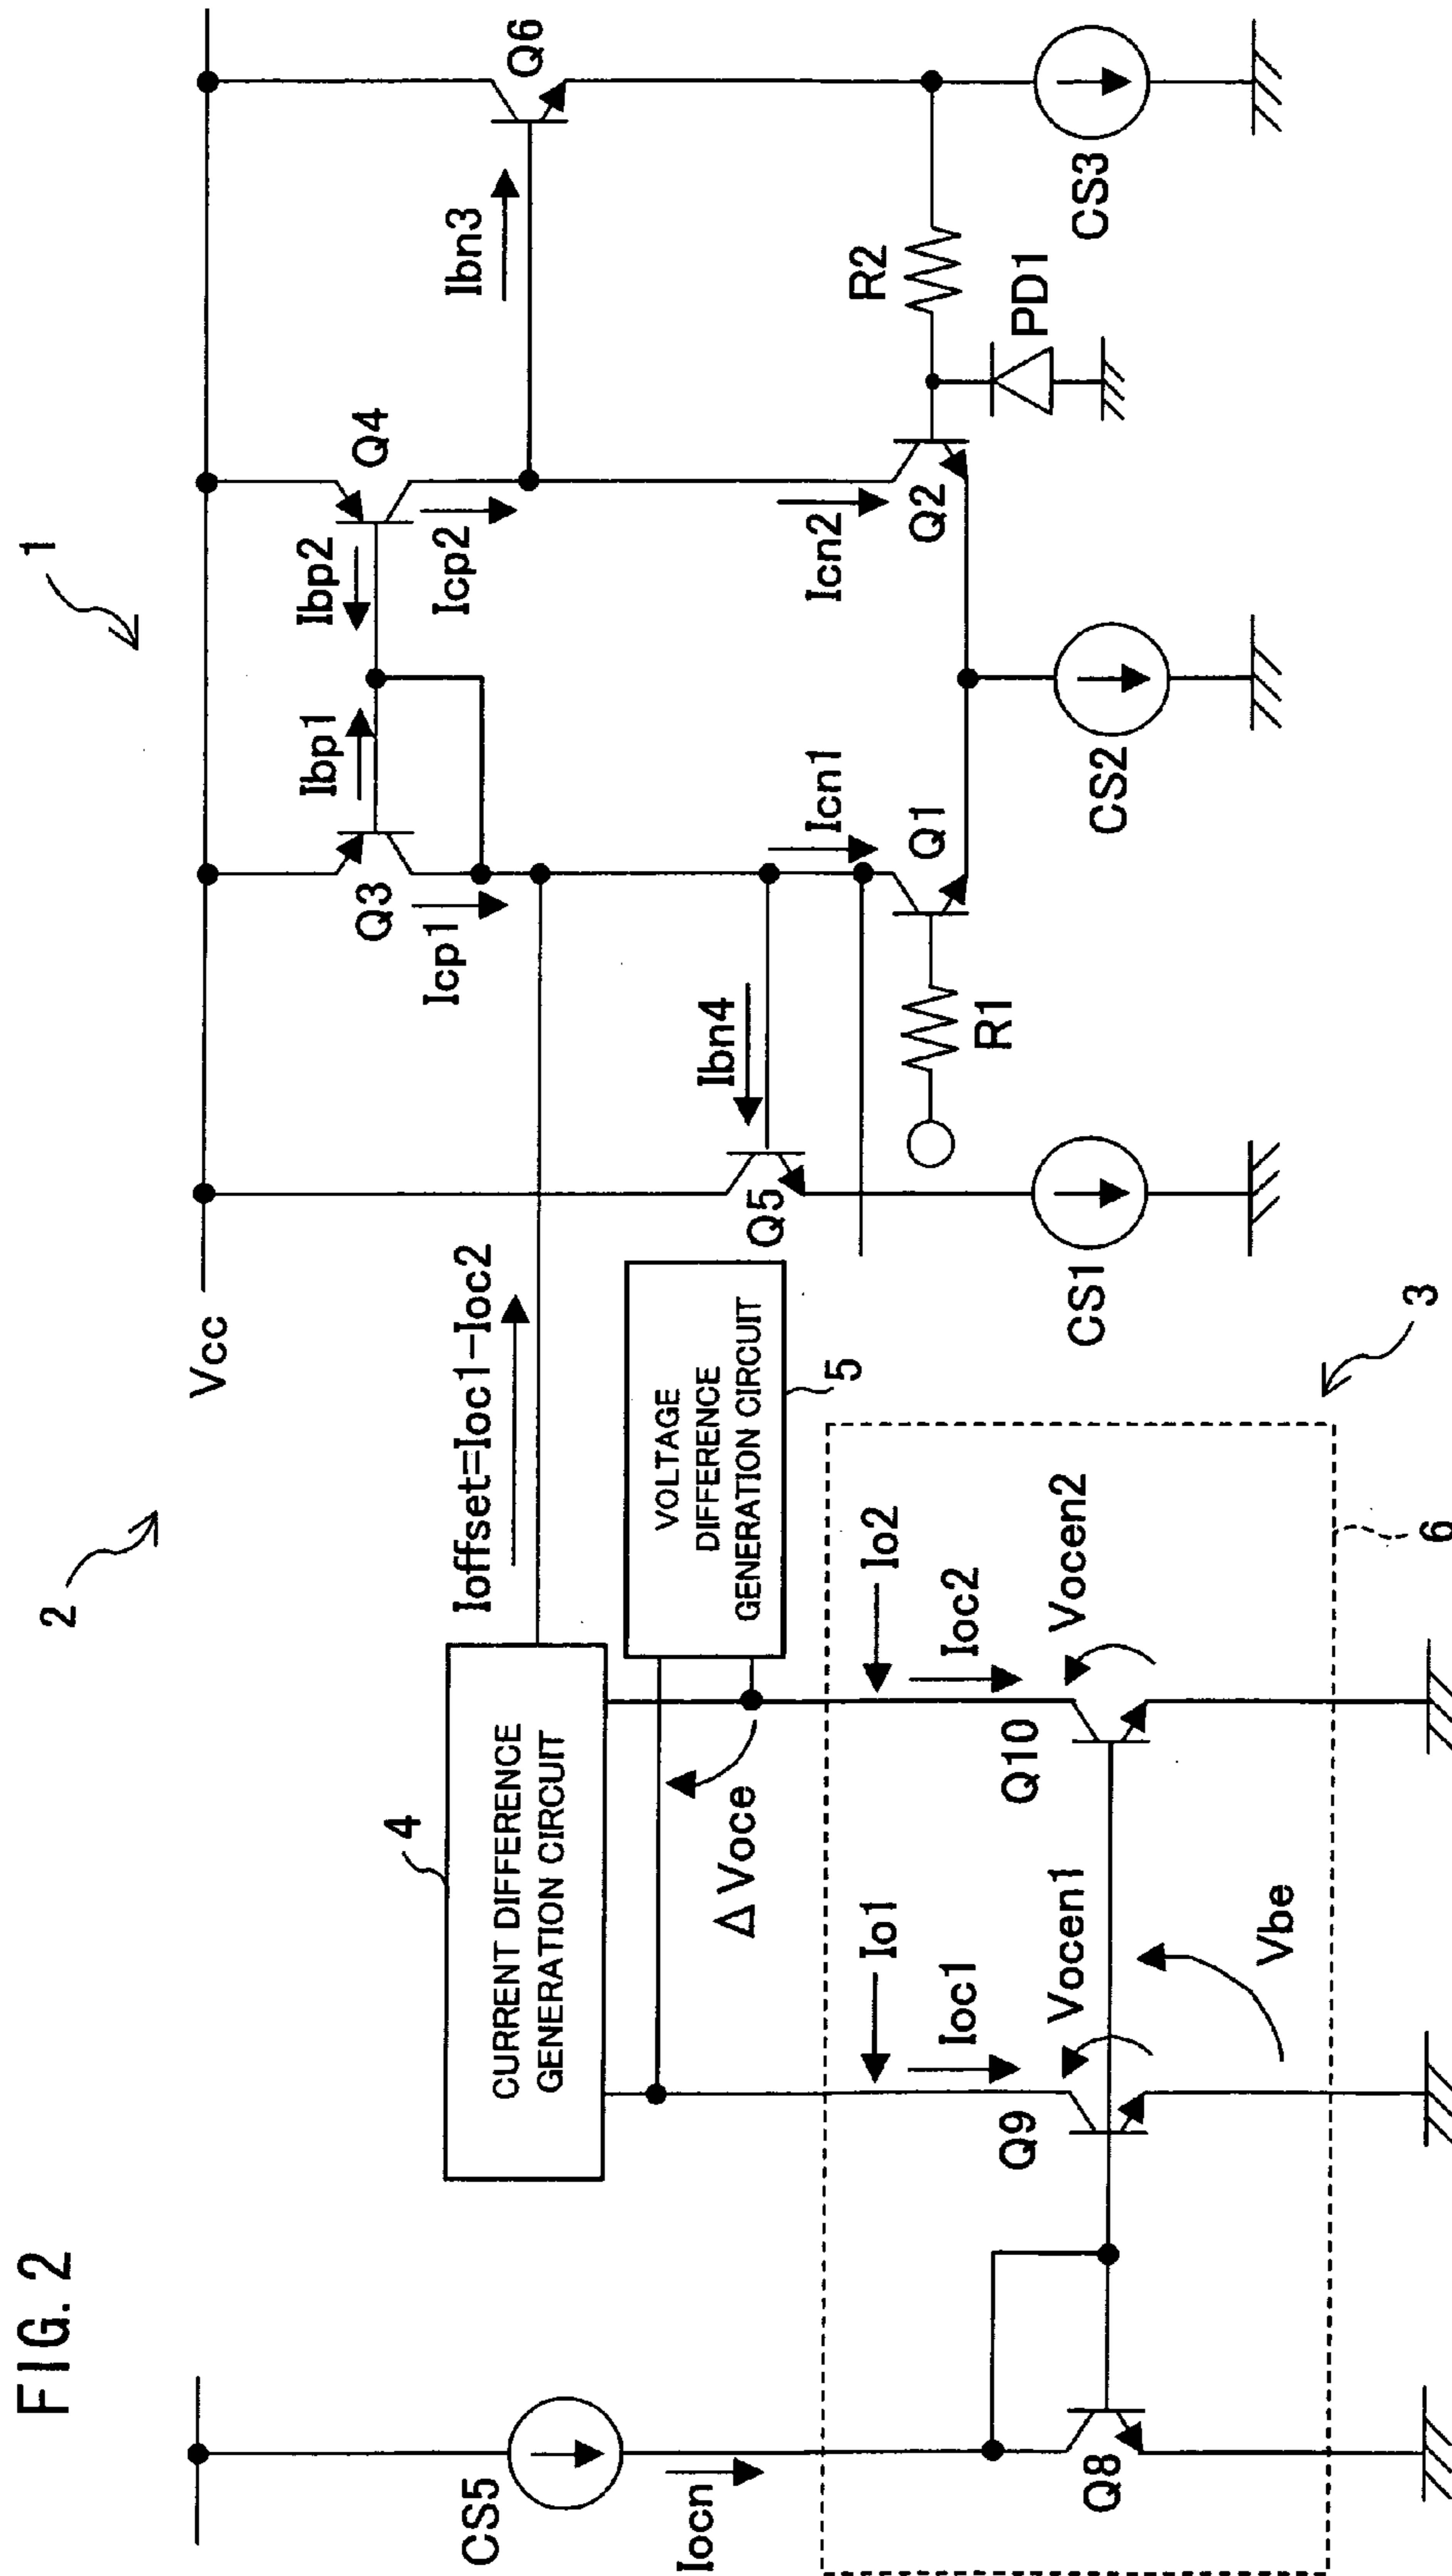 FIG. 2
2
1
Vcc
CS5
Iocn
4
CURRENT DIFFERENCE
GENERATION CIRCUIT
Ioffset=Ioc1-Ioc2
VOLTAGE
DIFFERENCE
GENERATION CIRCUIT
5
Δ Voce
Q3
Ibp1
Ibp2
Q4
Icp1
Icp2
Ibn3
Q6
Ibn4
Q5
Icn1
Icn2
Q1
Q2
R1
R2
PD1
CS1
CS2
CS3
3
Io1
Ioc1
Io2
Ioc2
Q8
Q9
Vocen1
Q10
Vocen2
Vbe
6